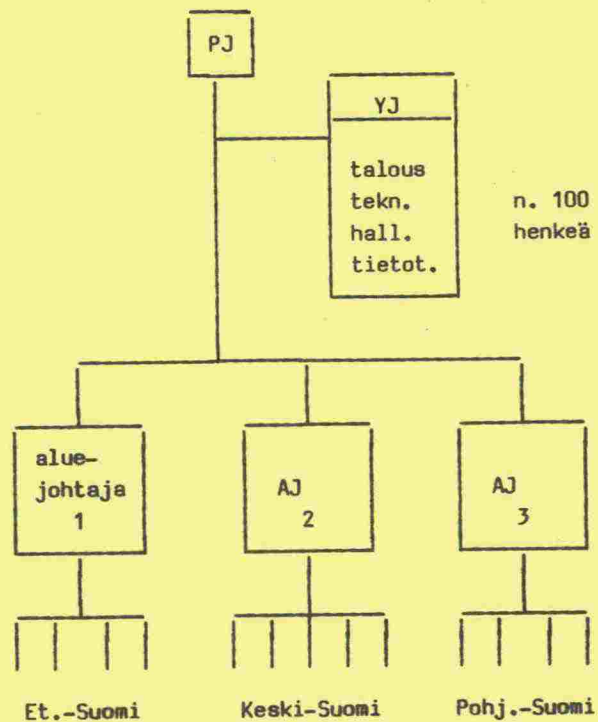 PJ
YJ
talous
tekn.
hall.
tietot.
n. 100
henkeä
alue-
johtaja
1
AJ
2
AJ
3
Et.-Suomi
Keski-Suomi
Pohj.-Suomi